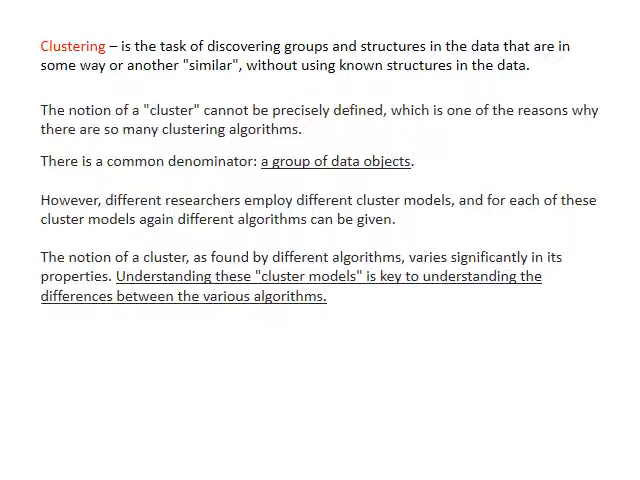 Clustering – is the task of discovering groups and structures in the data that are in
some way or another "similar", without using known structures in the data.
The notion of a "cluster" cannot be precisely defined, which is one of the reasons why
there are so many clustering algorithms.
There is a common denominator: a group of data objects.
However, different researchers employ different cluster models, and for each of these
cluster models again different algorithms can be given.
The notion of a cluster, as found by different algorithms, varies significantly in its
properties. Understanding these "cluster models" is key to understanding the
differences between the various algorithms.